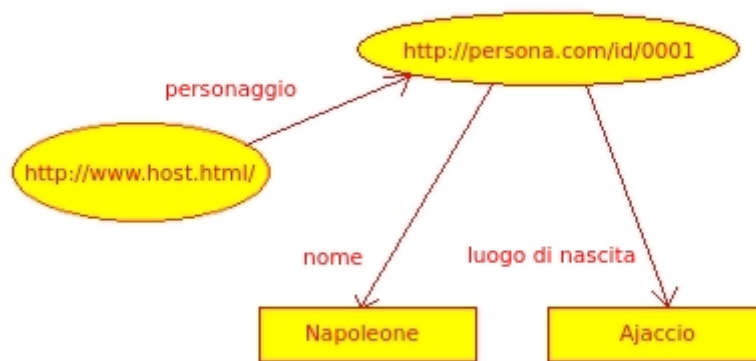 http://persona.com/id/0001
personaggio
http://www.host.html/
nome
luogo di nascita
Napoleone
Ajaccio